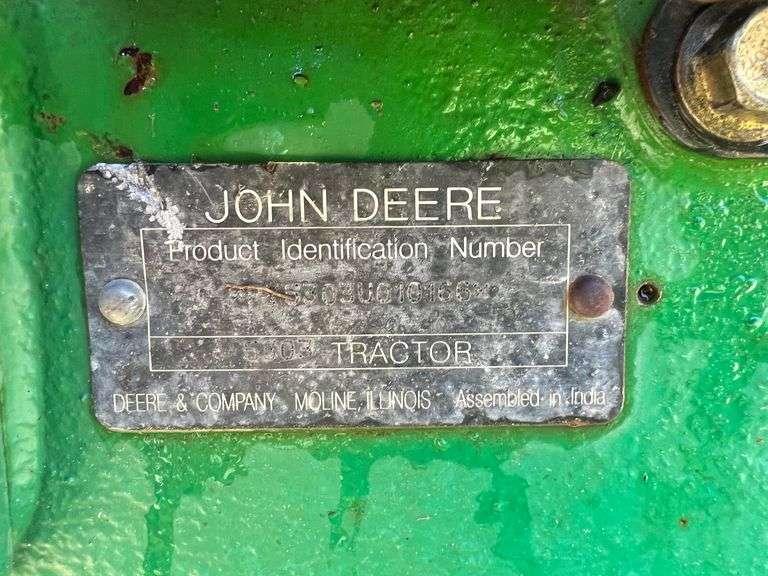 JOHN DEERE
Product Identification Number
TRACTOR
DEERE & COMPANY MOLINE, ILLINOIS Assembled in India